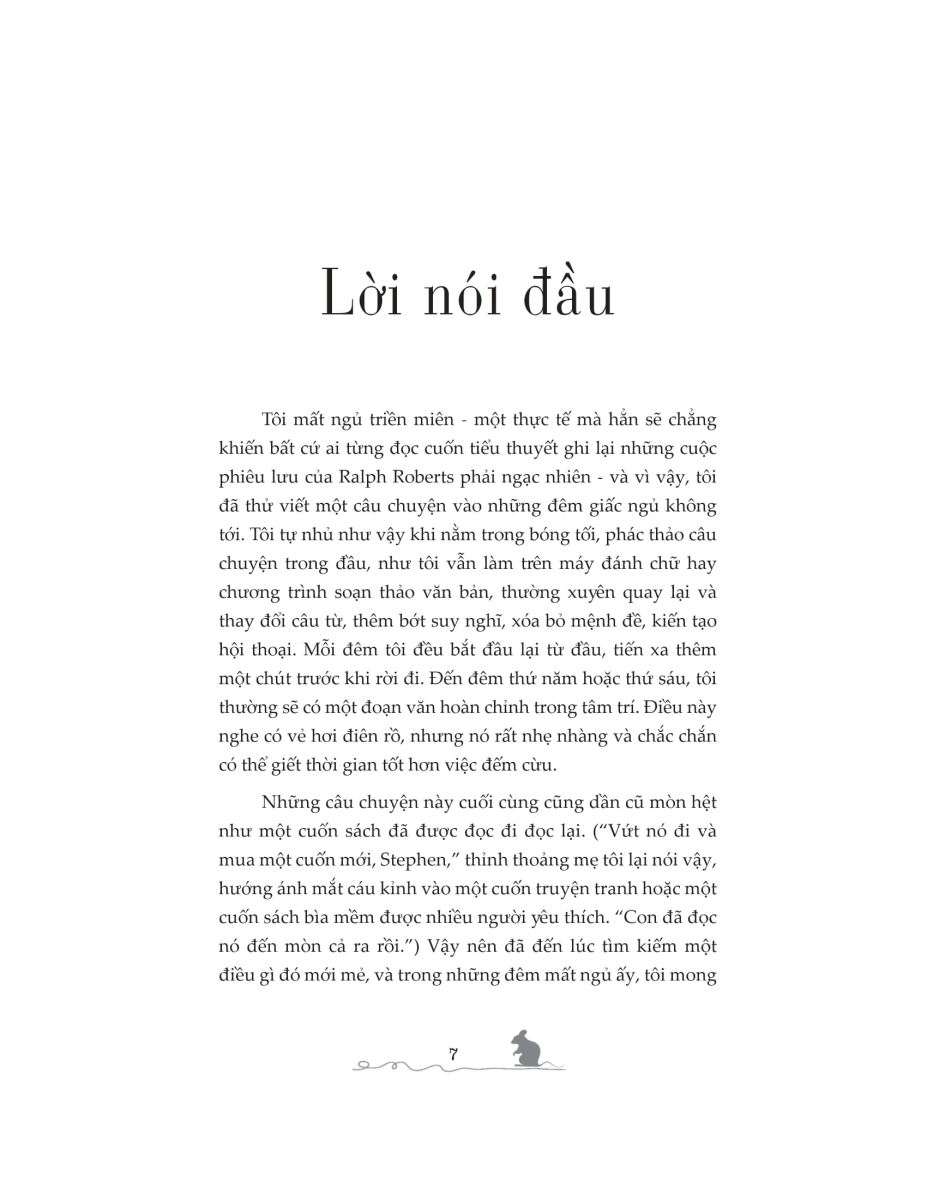 Lời nói đầu
Tôi mất ngủ triền miên - một thực tế mà hẳn sẽ chẳng
khiến bất cứ ai từng đọc cuốn tiểu thuyết ghi lại những cuộc
phiêu lưu của Ralph Roberts phải ngạc nhiên - và vì vậy, tôi
đã thử viết một câu chuyện vào những đêm giấc ngủ không
tới. Tôi tự nhủ như vậy khi nằm trong bóng tối, phác thảo câu
chuyện trong đầu, như tôi vẫn làm trên máy đánh chữ hay
chương trình soạn thảo văn bản, thường xuyên quay lại và
thay đổi câu từ, thêm bớt suy nghĩ, xóa bỏ mệnh đề, kiến tạo
hội thoại. Mỗi đêm tôi đều bắt đầu lại từ đầu, tiến xa thêm
một chút trước khi rời đi. Đến đêm thứ năm hoặc thứ sáu, tôi
thường sẽ có một đoạn văn hoàn chỉnh trong tâm trí. Điều này
nghe có vẻ hơi điên rồ, nhưng nó rất nhẹ nhàng và chắc chắn
có thể giết thời gian tốt hơn việc đếm cừu.
Những câu chuyện này cuối cùng cũng dần cũ mòn hệt
như một cuốn sách đã được đọc đi đọc lại. (“Vứt nó đi và
mua một cuốn mới, Stephen,” thỉnh thoảng mẹ tôi lại nói vậy,
hướng ánh mắt cáu kỉnh vào một cuốn truyện tranh hoặc một
cuốn sách bìa mềm được nhiều người yêu thích. “Con đã đọc
nó đến mòn cả ra rồi.”) Vậy nên đã đến lúc tìm kiếm một
điều gì đó mới mẻ, và trong những đêm mất ngủ ấy, tôi mong
7